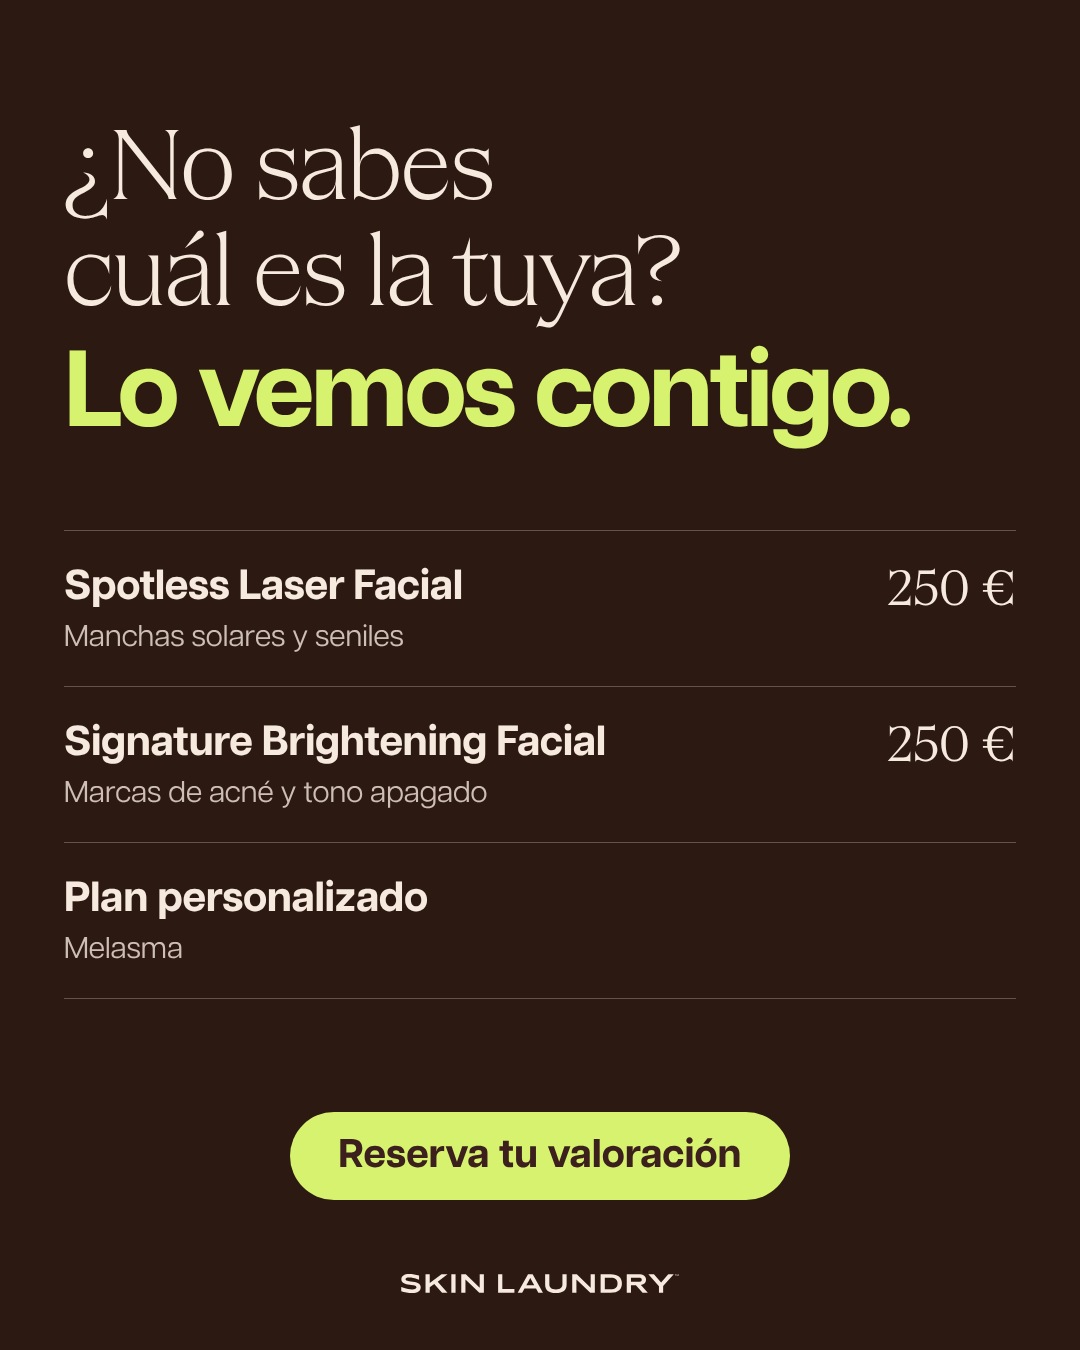 ¿No sabes
cuál es la tuya?
Lo vemos contigo.
Spotless Laser Facial
250 €
Manchas solares y seniles
Signature Brightening Facial
250 €
Marcas de acné y tono apagado
Plan personalizado
Melasma
Reserva tu valoración
SKIN LAUNDRY™